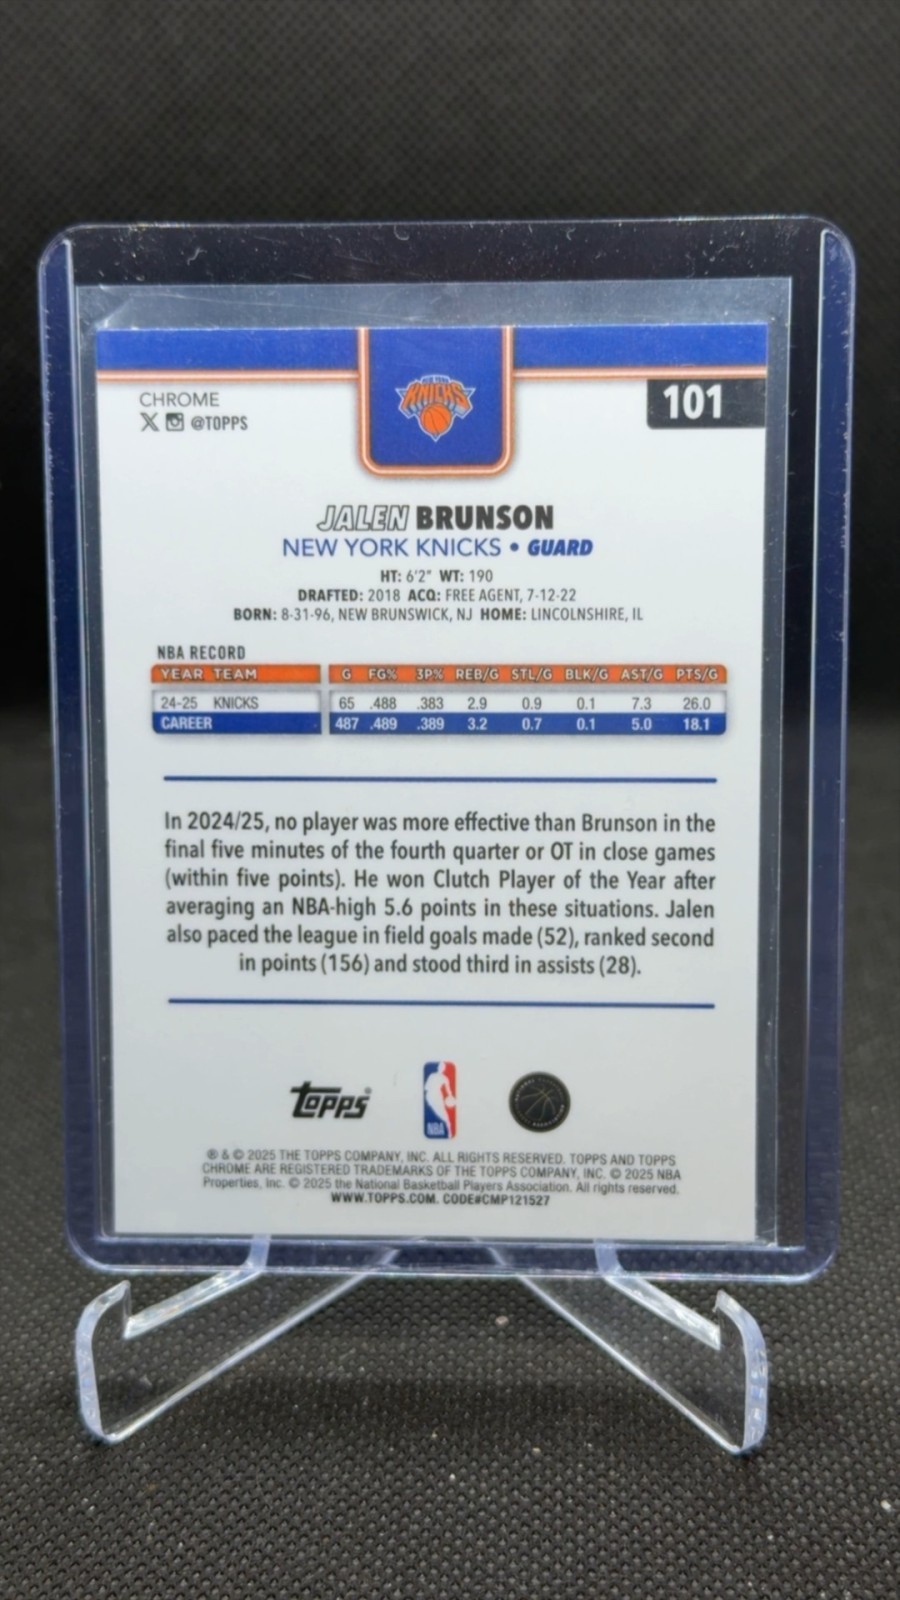 NEW YORK
KNICKS
CHROME
@TOPPS
101
JALEN BRUNSON
NEW YORK KNICKS • GUARD
HT: 6'2" WT: 190
DRAFTED: 2018 ACQ: FREE AGENT, 7-12-22
BORN: 8-31-96, NEW BRUNSWICK, NJ HOME: LINCOLNSHIRE, IL
NBA RECORD
YEAR TEAM G FG% 3P% REB/G STL/G BLK/G AST/G PTS/G
24-25 KNICKS 65 .488 .383 2.9 0.9 0.1 7.3 26.0
CAREER 487 .489 .389 3.2 0.7 0.1 5.0 18.1
In 2024/25, no player was more effective than Brunson in the
final five minutes of the fourth quarter or OT in close games
(within five points). He won Clutch Player of the Year after
averaging an NBA-high 5.6 points in these situations. Jalen
also paced the league in field goals made (52), ranked second
in points (156) and stood third in assists (28).
Topps®
NBA
® & © 2025 THE TOPPS COMPANY, INC. ALL RIGHTS RESERVED. TOPPS AND TOPPS
CHROME ARE REGISTERED TRADEMARKS OF THE TOPPS COMPANY, INC. © 2025 NBA
Properties, Inc. © 2025 the National Basketball Players Association. All rights reserved.
WWW.TOPPS.COM. CODE#CMP121527